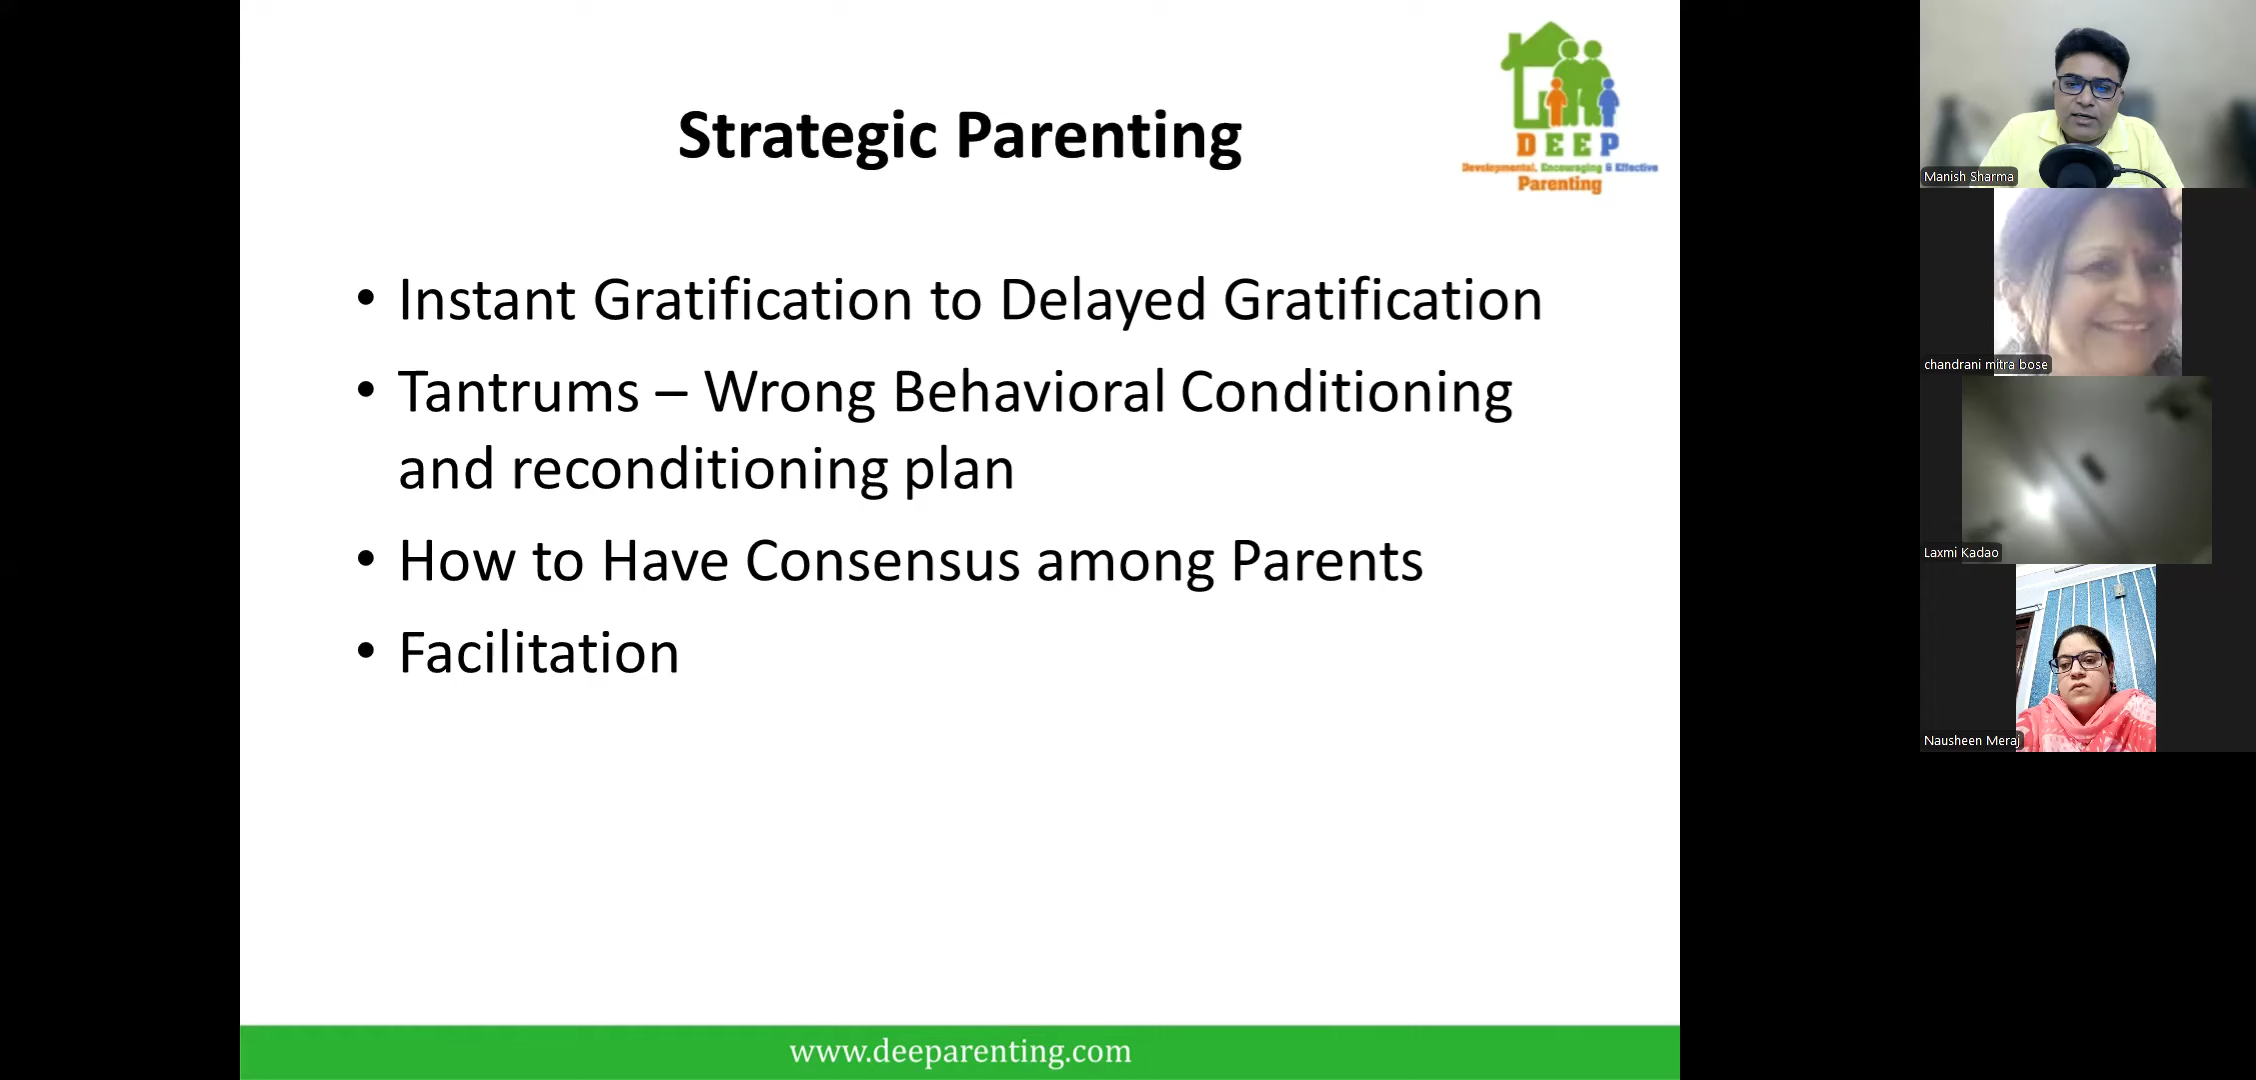 Strategic Parenting
DEEP
Developmental, Encouraging & Effective
Parenting
• Instant Gratification to Delayed Gratification
• Tantrums – Wrong Behavioral Conditioning
and reconditioning plan
• How to Have Consensus among Parents
• Facilitation
www.deeparenting.com
Manish Sharma
chandrani mitra bose
Laxmi Kadao
Nausheen Meraj